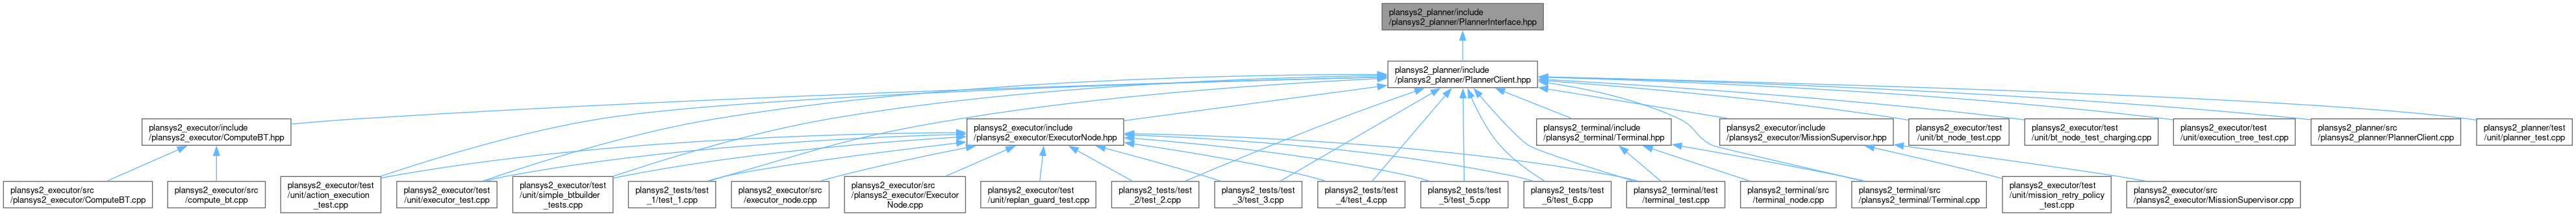 plansys2_planner/include
/plansys2_planner/PlannerInterface.hpp
plansys2_planner/include
/plansys2_planner/PlannerClient.hpp
plansys2_executor/include
/plansys2_executor/ComputeBT.hpp
plansys2_executor/include
/plansys2_executor/ExecutorNode.hpp
plansys2_terminal/include
/plansys2_terminal/Terminal.hpp
plansys2_executor/include
/plansys2_executor/MissionSupervisor.hpp
plansys2_executor/test
/unit/bt_node_test.cpp
plansys2_executor/test
/unit/bt_node_test_charging.cpp
plansys2_executor/test
/unit/execution_tree_test.cpp
plansys2_planner/src
/plansys2_planner/PlannerClient.cpp
plansys2_planner/test
/unit/planner_test.cpp
plansys2_executor/src
/plansys2_executor/ComputeBT.cpp
plansys2_executor/src
/compute_bt.cpp
plansys2_executor/test
/unit/action_execution
_test.cpp
plansys2_executor/test
/unit/executor_test.cpp
plansys2_executor/test
/unit/simple_btbuilder
_tests.cpp
plansys2_tests/test
_1/test_1.cpp
plansys2_executor/src
/executor_node.cpp
plansys2_executor/src
/plansys2_executor/Executor
Node.cpp
plansys2_executor/test
/unit/replan_guard_test.cpp
plansys2_tests/test
_2/test_2.cpp
plansys2_tests/test
_3/test_3.cpp
plansys2_tests/test
_4/test_4.cpp
plansys2_tests/test
_5/test_5.cpp
plansys2_tests/test
_6/test_6.cpp
plansys2_terminal/test
/terminal_test.cpp
plansys2_terminal/src
/terminal_node.cpp
plansys2_terminal/src
/plansys2_terminal/Terminal.cpp
plansys2_executor/test
/unit/mission_retry_policy
_test.cpp
plansys2_executor/src
/plansys2_executor/MissionSupervisor.cpp